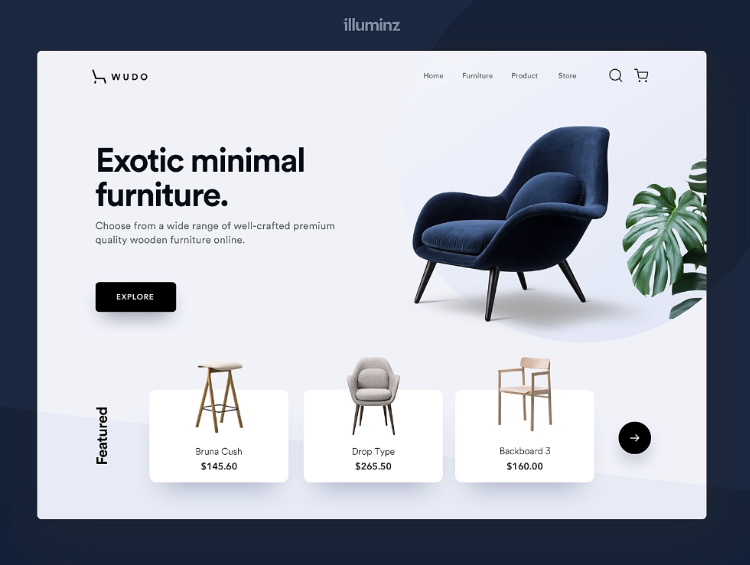 illuminz
WUDO
Home Furniture Product Store
Exotic minimal
furniture.
Choose from a wide range of well-crafted premium
quality wooden furniture online.
EXPLORE
Featured
Bruna Cush
$145.60
Drop Type
$265.50
Backboard 3
$160.00